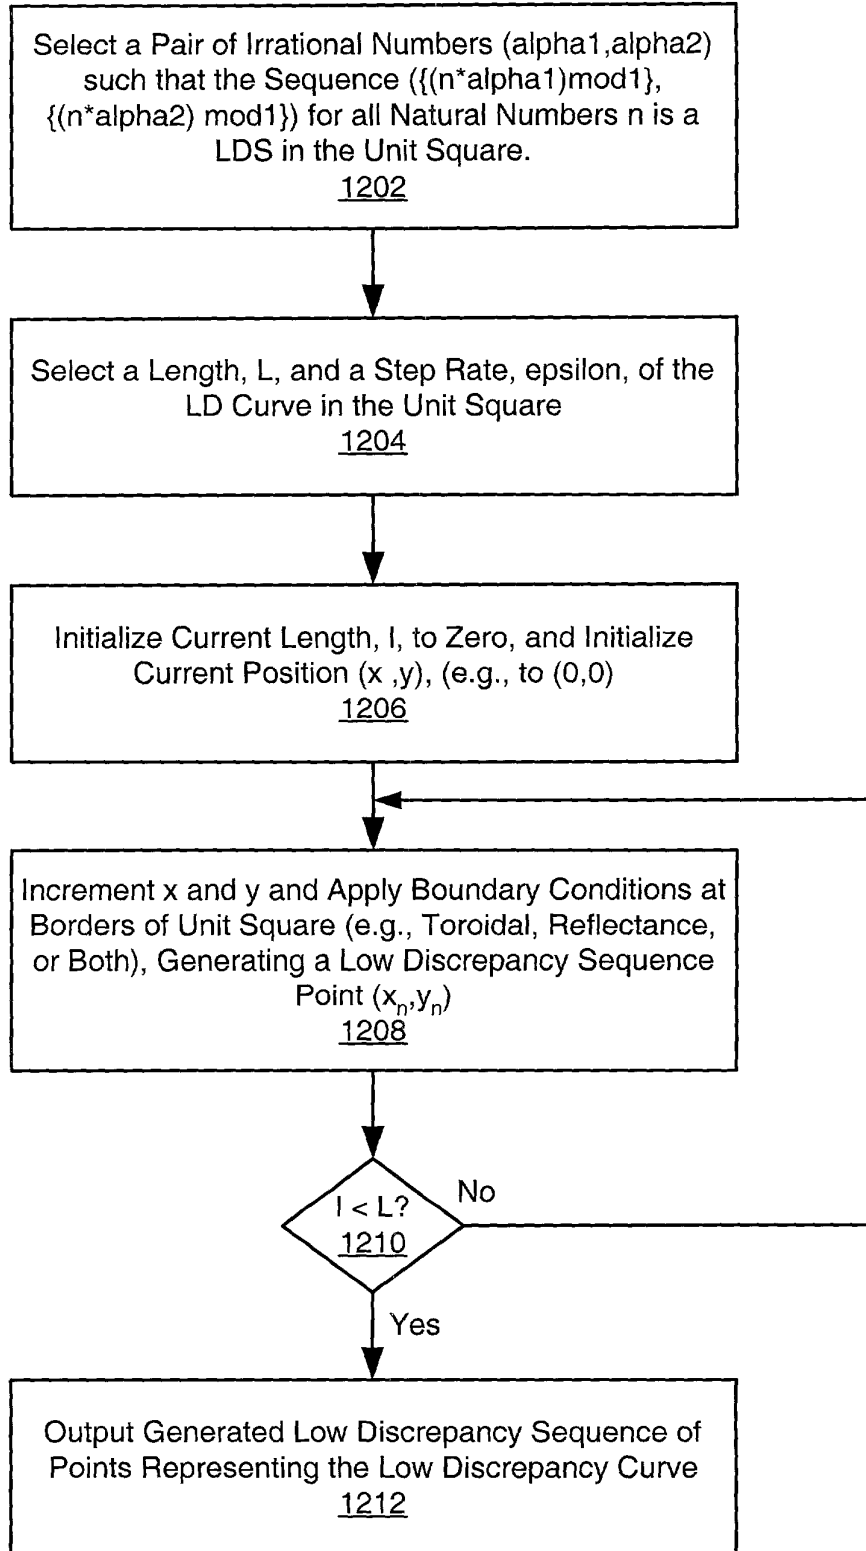 Select a Pair of Irrational Numbers (alpha1,alpha2)
such that the Sequence ({(n*alpha1)mod1},
{(n*alpha2) mod1}) for all Natural Numbers n is a
LDS in the Unit Square.
1202
Select a Length, L, and a Step Rate, epsilon, of the
LD Curve in the Unit Square
1204
Initialize Current Length, l, to Zero, and Initialize
Current Position (x ,y), (e.g., to (0,0)
1206
Increment x and y and Apply Boundary Conditions at
Borders of Unit Square (e.g., Toroidal, Reflectance,
or Both), Generating a Low Discrepancy Sequence
Point (xn,yn)
1208
l < L?
1210
No
Yes
Output Generated Low Discrepancy Sequence of
Points Representing the Low Discrepancy Curve
1212